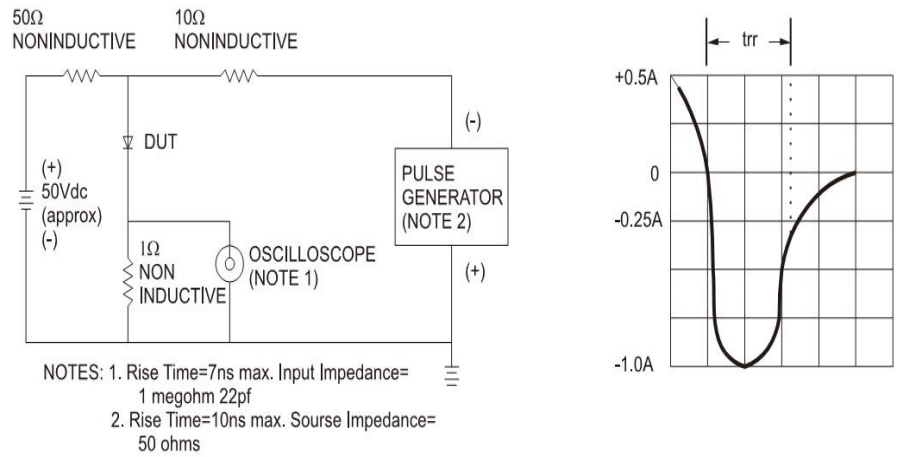 50Ω
NONINDUCTIVE
10Ω
NONINDUCTIVE
DUT
(+)
50Vdc
(approx)
(-)
1Ω
NON
INDUCTIVE
OSCILLOSCOPE
(NOTE 1)
(-)
PULSE
GENERATOR
(NOTE 2)
(+)
NOTES: 1. Rise Time=7ns max. Input Impedance=
1 megohm 22pf
2. Rise Time=10ns max. Sourse Impedance=
50 ohms
trr
+0.5A
0
-0.25A
-1.0A